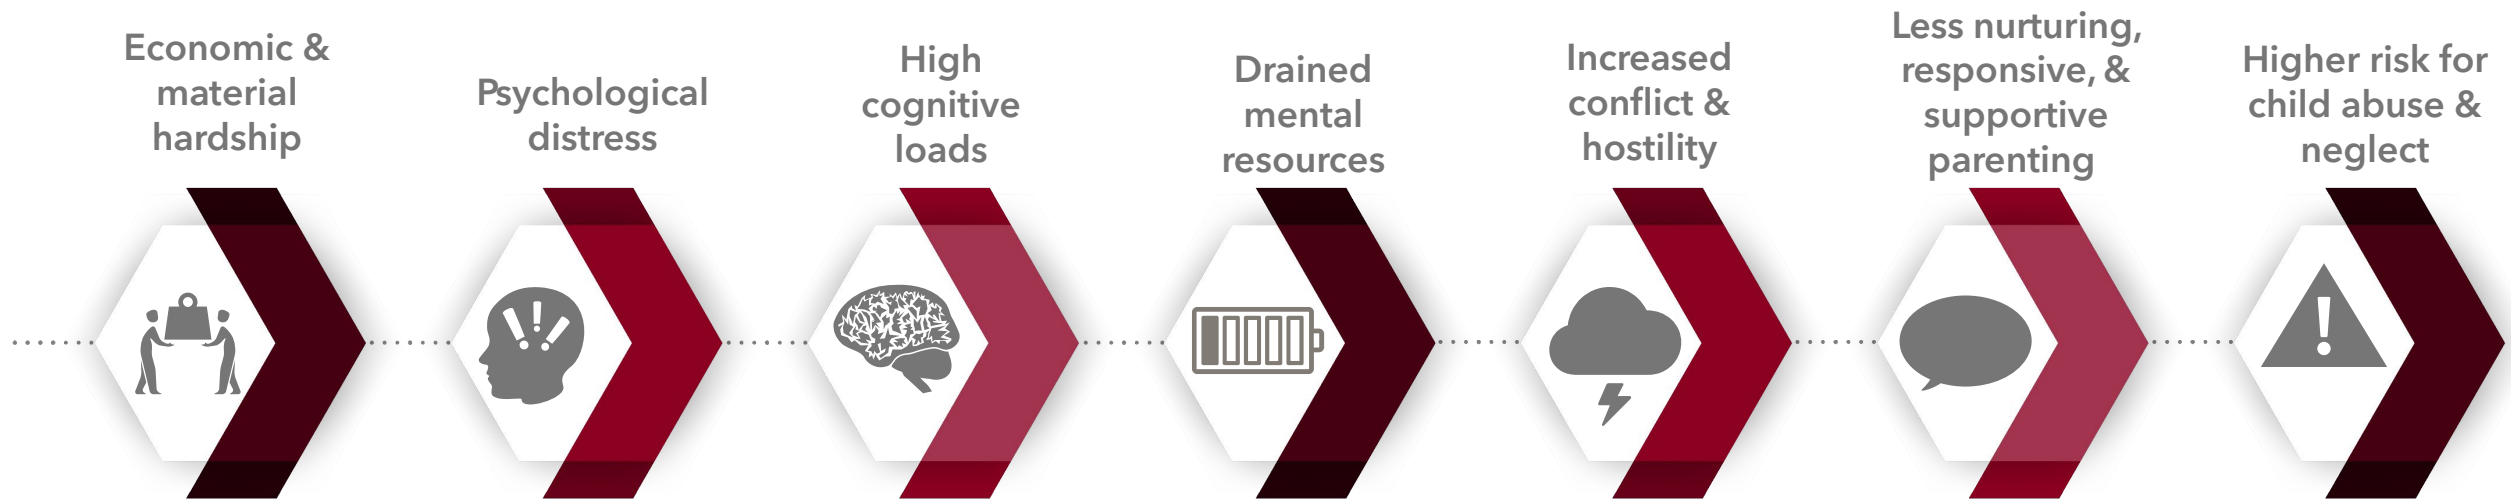 Economic &
material
hardship
Psychological
distress
High
cognitive
loads
Drained
mental
resources
Increased
conflict &
hostility
Less nurturing,
responsive, &
supportive
parenting
Higher risk for
child abuse &
neglect